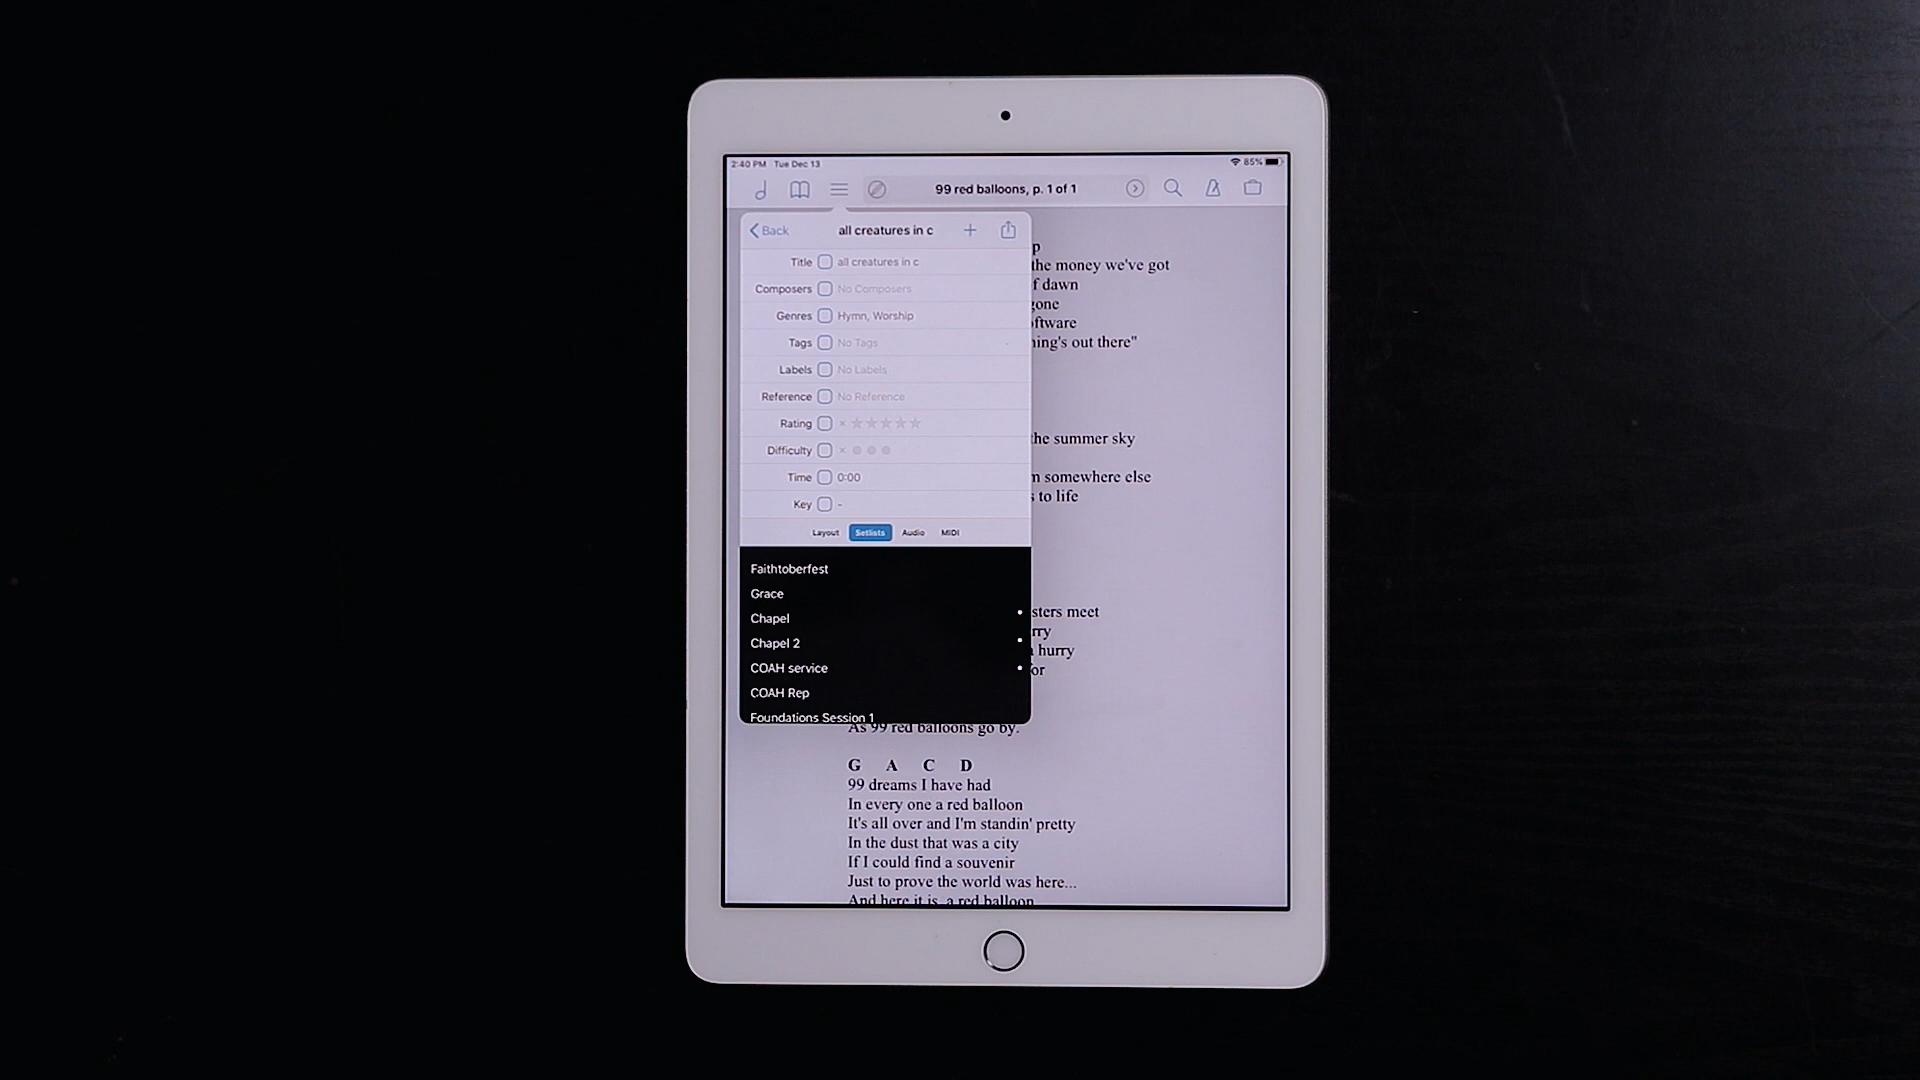 2:40 PM Tue Dec 13
85%
99 red balloons, p. 1 of 1
Back
all creatures in c
Title all creatures in c
Composers No Composers
Genres Hymn, Worship
Tags No Tags
Labels No Labels
Reference No Reference
Rating
Difficulty
Time 0:00
Key -
Layout Setlists Audio MIDI
Faithtoberfest
Grace
Chapel
Chapel 2
COAH service
COAH Rep
Foundations Session 1
the money we've got
f dawn
gone
ftware
ing's out there"
the summer sky
somewhere else
to life
sters meet
rry
hurry
or
As 99 red balloons go by.
G A C D
99 dreams I have had
In every one a red balloon
It's all over and I'm standin' pretty
In the dust that was a city
If I could find a souvenir
Just to prove the world was here...
And here it is, a red balloon